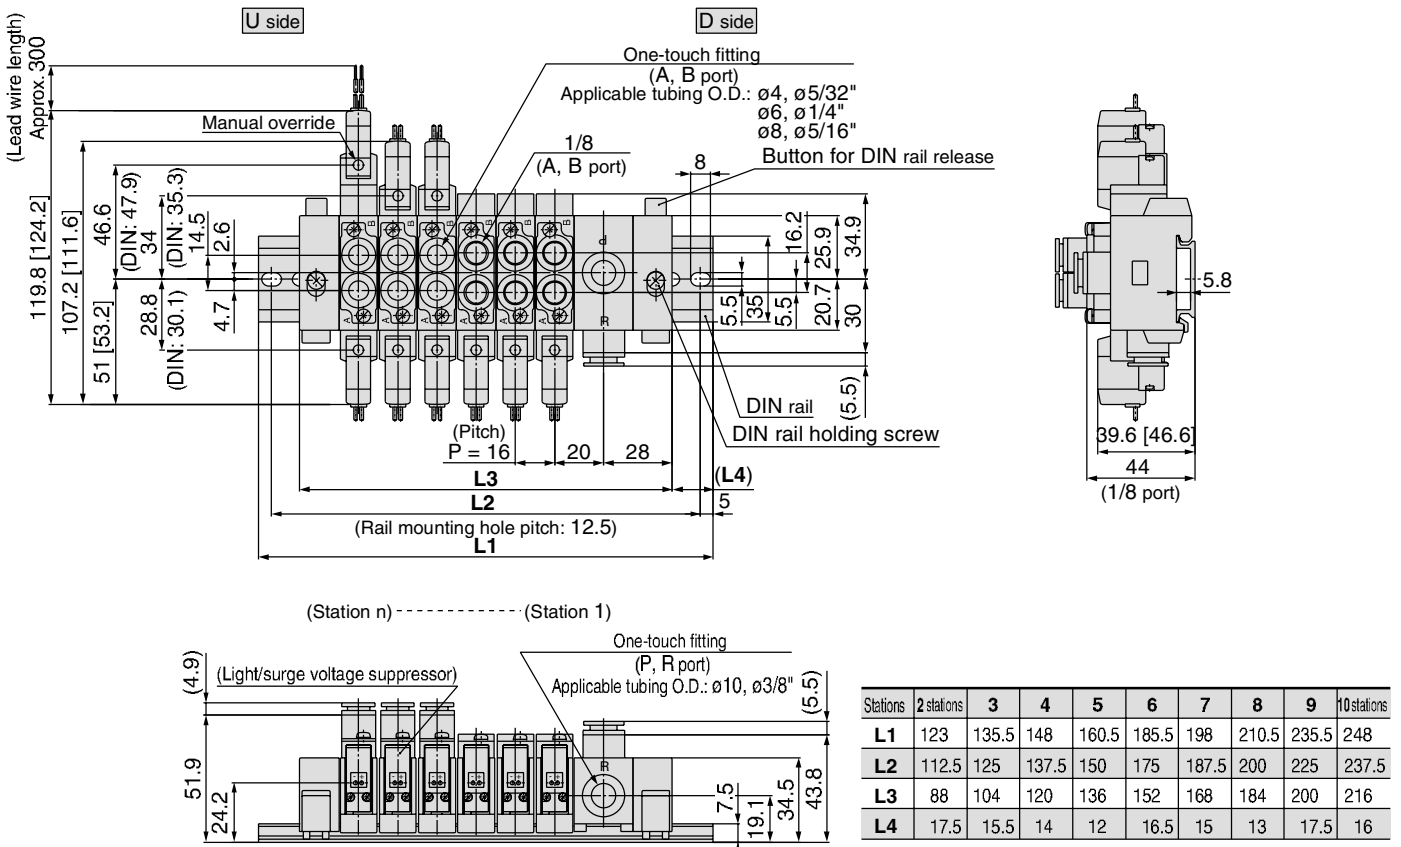 U side
D side
(Lead wire length)
Approx. 300
One-touch fitting
(A, B port)
Applicable tubing O.D.: ø4, ø5/32"
ø6, ø1/4"
ø8, ø5/16"
Manual override
1/8
(A, B port)
Button for DIN rail release
8
119.8 [124.2]
107.2 [111.6]
46.6
(DIN: 47.9)
34
(DIN: 35.3)
14.5
2.6
51 [53.2]
28.8
(DIN: 30.1)
4.7
B
B
B
B
B
B
A
A
A
A
A
A
P
R
16.2
25.9
34.9
5.5
35
5.5
20.7
30
(5.5)
5.8
DIN rail
DIN rail holding screw
(Pitch)
P = 16
20
28
L3
(L4)
L2
5
(Rail mounting hole pitch: 12.5)
L1
39.6 [46.6]
44
(1/8 port)
(Station n)
(Station 1)
One-touch fitting
(P, R port)
Applicable tubing O.D.: ø10, ø3/8"
(Light/surge voltage suppressor)
(4.9)
51.9
24.2
R
(5.5)
7.5
19.1
34.5
43.8
Stations 2 stations 3 4 5 6 7 8 9 10 stations
L1 123 135.5 148 160.5 185.5 198 210.5 235.5 248
L2 112.5 125 137.5 150 175 187.5 200 225 237.5
L3 88 104 120 136 152 168 184 200 216
L4 17.5 15.5 14 12 16.5 15 13 17.5 16